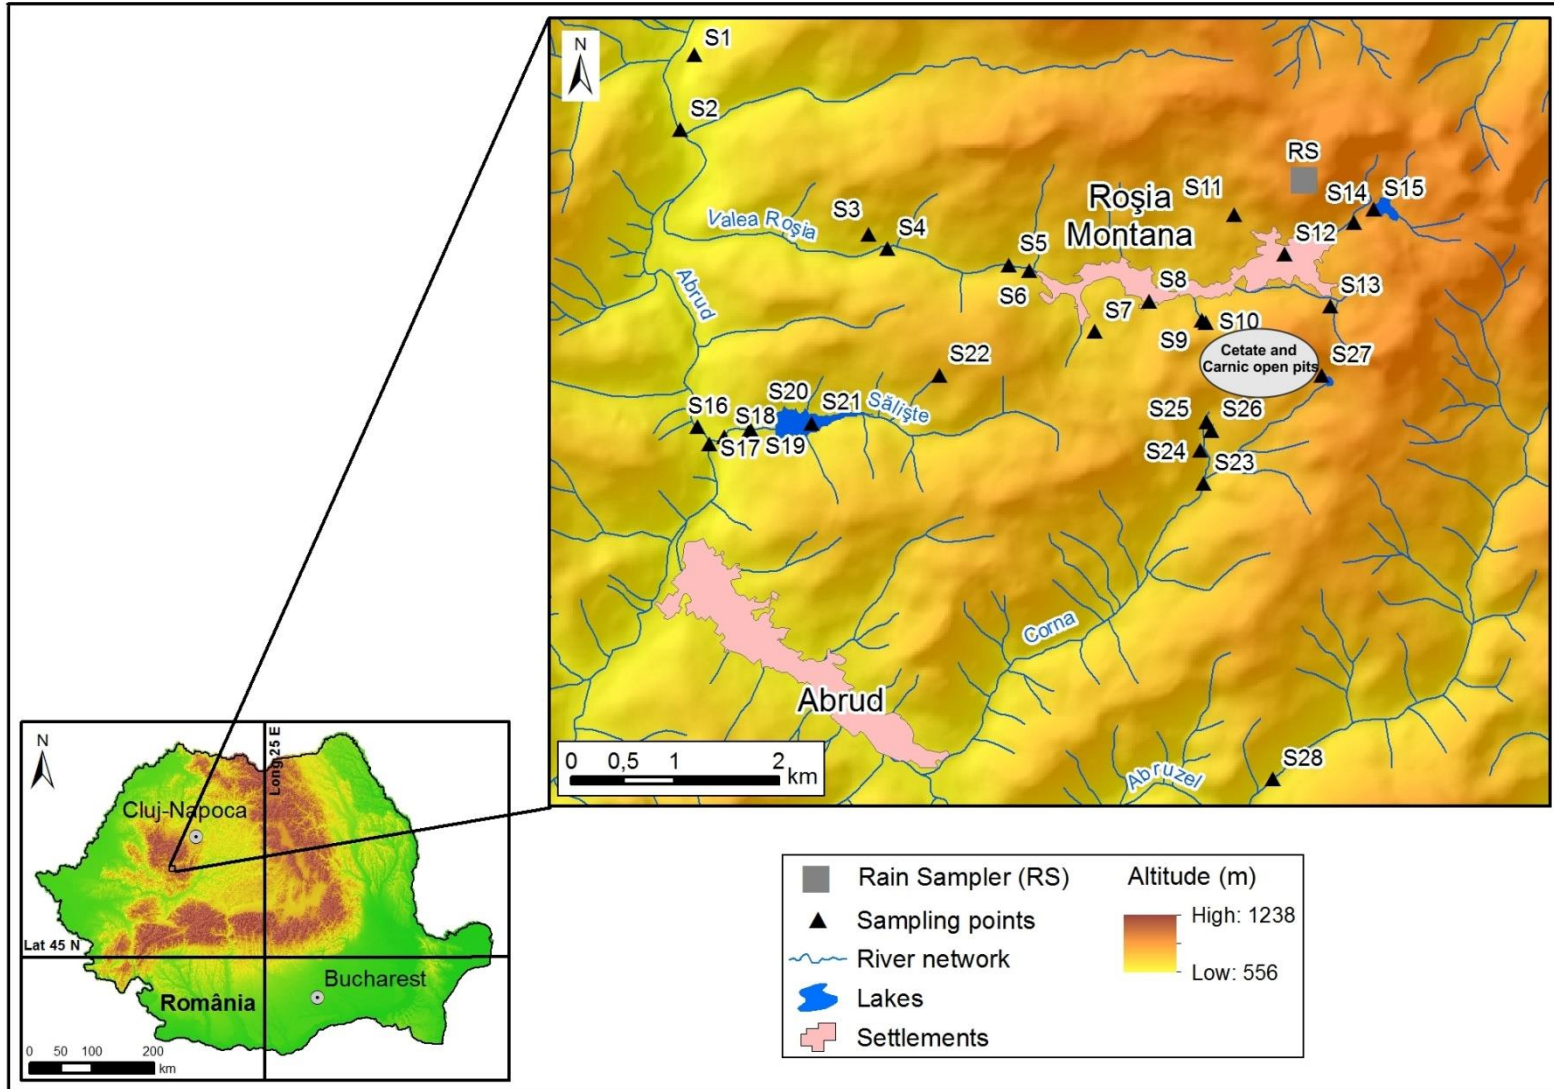 N
S1
S2
RS
S11
S14
S15
Roşia
Montana
S3
S4
Valea Roşia
S12
S5
S6
S8
S13
S7
Abrud
S9
S10
Cetate and
Carnic open pits
S27
S22
S20
S21
Sălişte
S16
S18
S17
S19
S25
S26
S24
S23
Corna
Abrud
0 0,5 1 2
km
Abruzel
S28
N
Long 25 E
Cluj-Napoca
Lat 45 N
Bucharest
România
0 50 100 200
km
Rain Sampler (RS)
Sampling points
River network
Lakes
Settlements
Altitude (m)
High: 1238
Low: 556